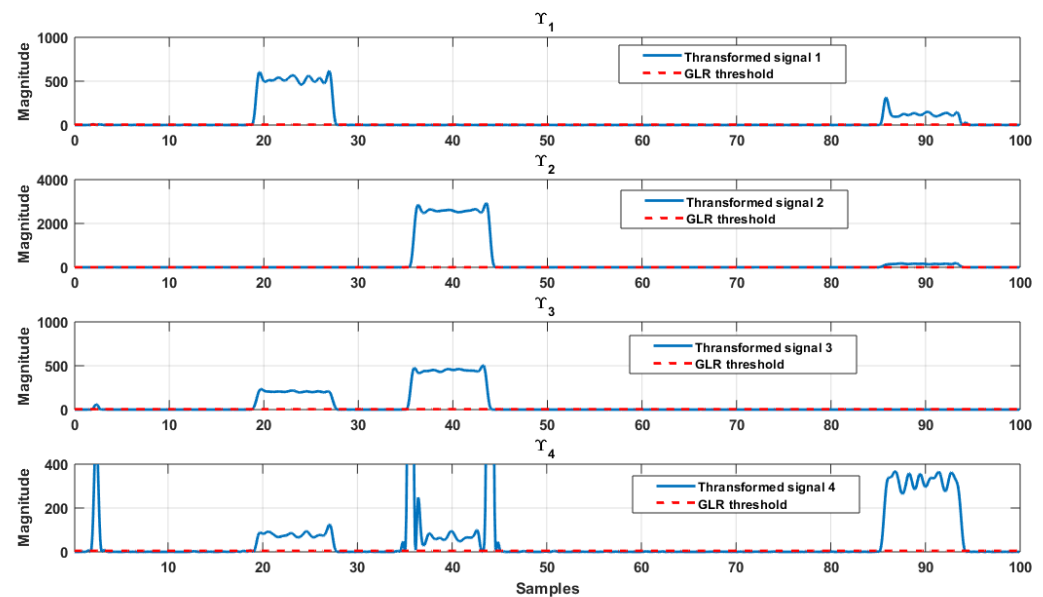 ϒ1
1000
500
0
Magnitude
Thransformed signal 1
GLR threshold
0 10 20 30 40 50 60 70 80 90 100
ϒ2
4000
2000
0
Magnitude
Thransformed signal 2
GLR threshold
0 10 20 30 40 50 60 70 80 90 100
ϒ3
1000
500
0
Magnitude
Thransformed signal 3
GLR threshold
0 10 20 30 40 50 60 70 80 90 100
ϒ4
400
200
0
Magnitude
Thransformed signal 4
GLR threshold
0 10 20 30 40 50 60 70 80 90 100
Samples